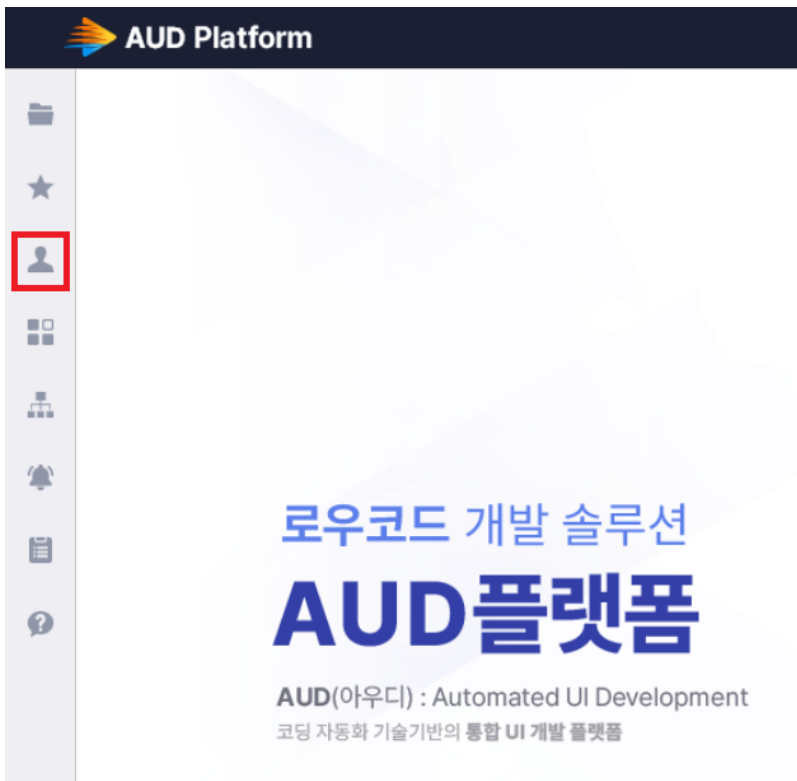 AUD Platform
로우코드 개발 솔루션
AUD플랫폼
AUD(아우디) : Automated UI Development
코딩 자동화 기술기반의 통합 UI 개발 플랫폼